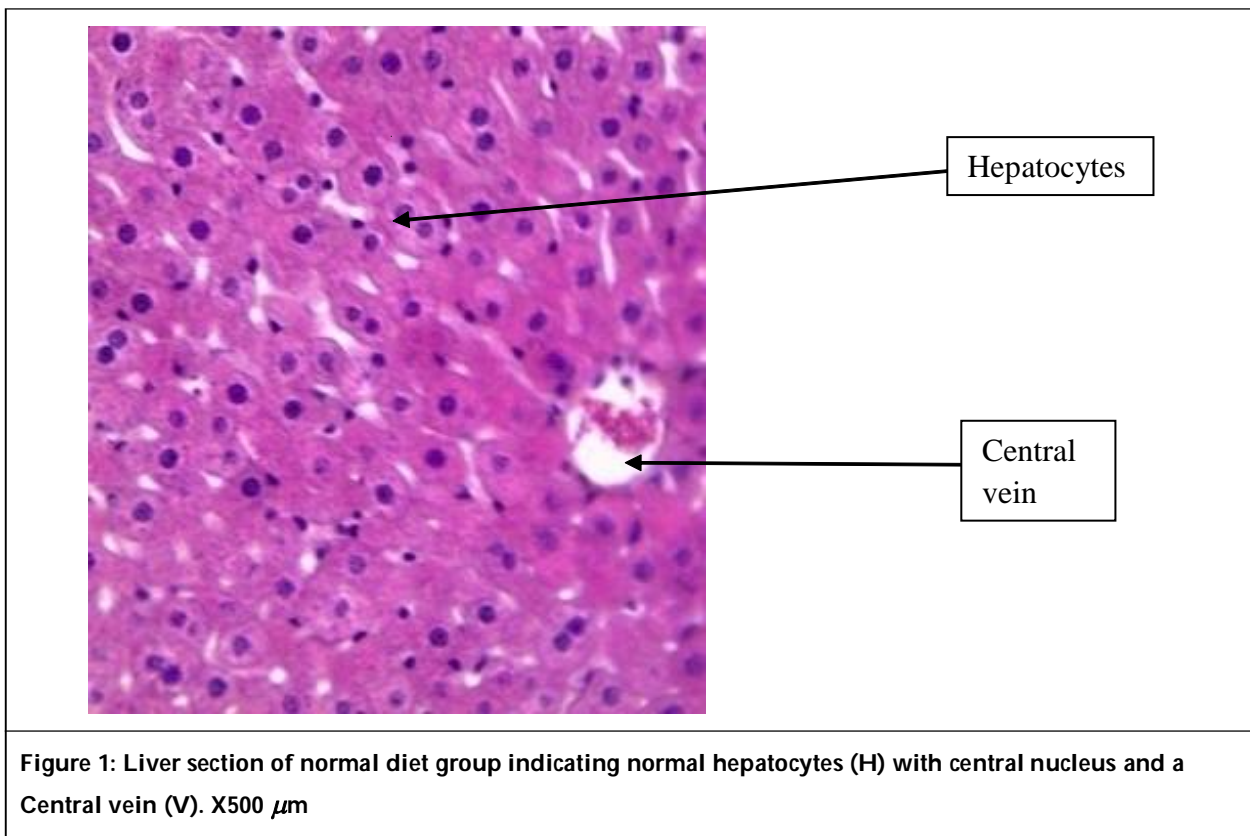 Hepatocytes
Central
vein
Figure 1: Liver section of normal diet group indicating normal hepatocytes (H) with central nucleus and a
Central vein (V). X500 μm